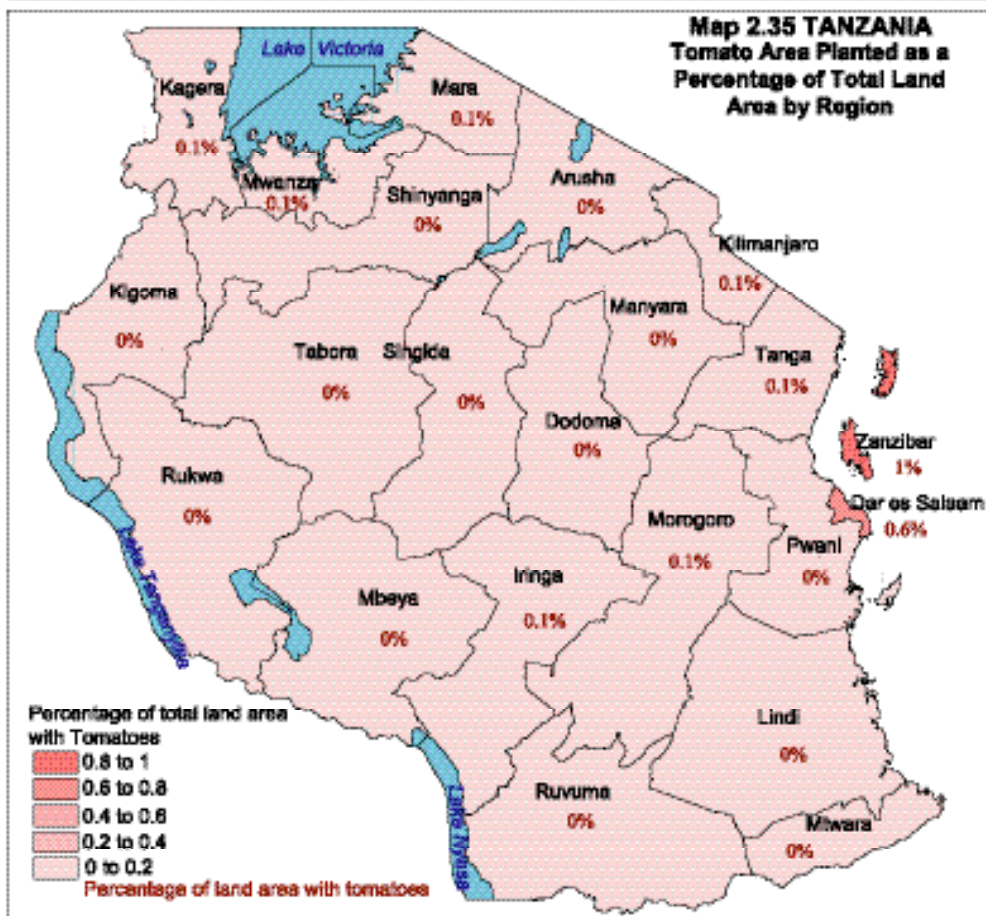 Map 2.35 TANZANIA
Tomato Area Planted as a
Percentage of Total Land
Area by Region
Lake Victoria
Kagera
0.1%
Mara
0.1%
Mwanza
0.1%
Shinyanga
0%
Arusha
0%
Kilimanjaro
0.1%
Kigoma
0%
Tabora
0%
Singida
0%
Manyara
0%
Tanga
0.1%
Dodoma
0%
Zanzibar
1%
Rukwa
0%
Dar es Salaam
0.6%
Morogoro
0.1%
Pwani
0%
Iringa
0.1%
Mbeya
0%
Lake Tanganyika
Lindi
0%
Ruvuma
0%
Mtwara
0%
Lake Nyasa
Percentage of total land area
with Tomatoes
0.8 to 1
0.6 to 0.8
0.4 to 0.6
0.2 to 0.4
0 to 0.2
Percentage of land area with tomatoes